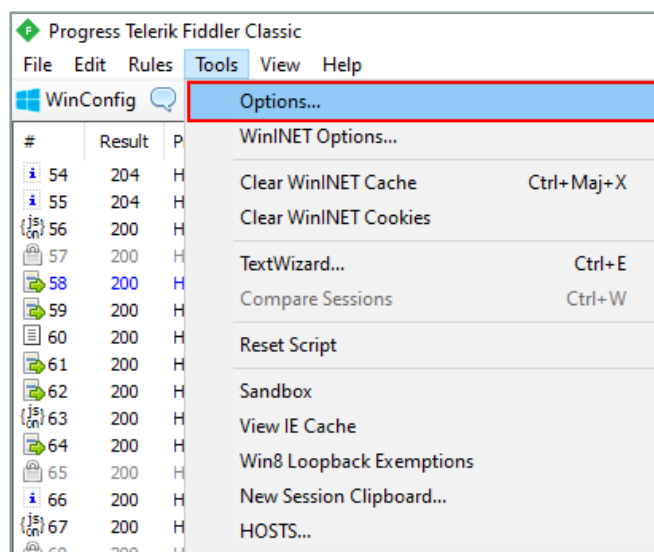 Progress Telerik Fiddler Classic
File Edit Rules Tools View Help
WinConfig
Options...
WinINET Options...
Clear WinINET Cache Ctrl+Maj+X
Clear WinINET Cookies
TextWizard... Ctrl+E
Compare Sessions Ctrl+W
Reset Script
Sandbox
View IE Cache
Win8 Loopback Exemptions
New Session Clipboard...
HOSTS...
# Result
54 204 H
55 204 H
56 200 H
57 200 H
58 200 H
59 200 H
60 200 H
61 200 H
62 200 H
63 200 H
64 200 H
65 200 H
66 200 H
67 200 H